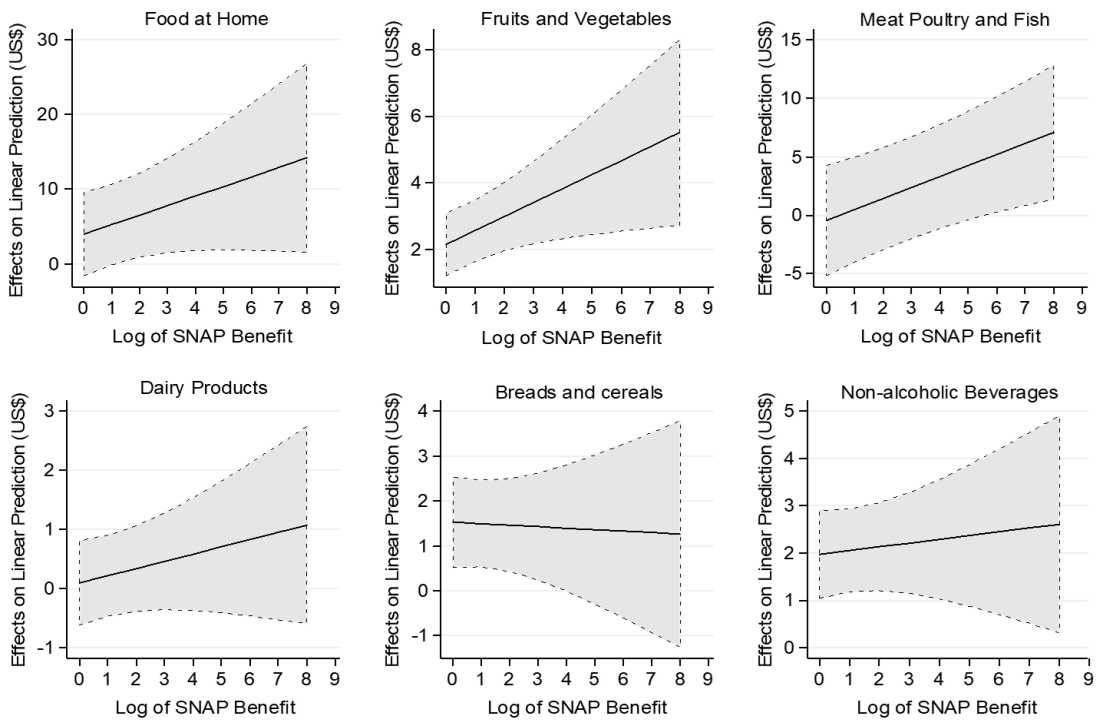 Food at Home
Effects on Linear Prediction (US$)
30
20
10
0
0 1 2 3 4 5 6 7 8 9
Log of SNAP Benefit
Fruits and Vegetables
Effects on Linear Prediction (US$)
8
6
4
2
0 1 2 3 4 5 6 7 8 9
Log of SNAP Benefit
Meat Poultry and Fish
Effects on Linear Prediction (US$)
15
10
5
0
-5
0 1 2 3 4 5 6 7 8 9
Log of SNAP Benefit
Dairy Products
Effects on Linear Prediction (US$)
3
2
1
0
-1
0 1 2 3 4 5 6 7 8 9
Log of SNAP Benefit
Breads and cereals
Effects on Linear Prediction (US$)
4
3
2
1
0
-1
0 1 2 3 4 5 6 7 8 9
Log of SNAP Benefit
Non-alcoholic Beverages
Effects on Linear Prediction (US$)
5
4
3
2
1
0
0 1 2 3 4 5 6 7 8 9
Log of SNAP Benefit